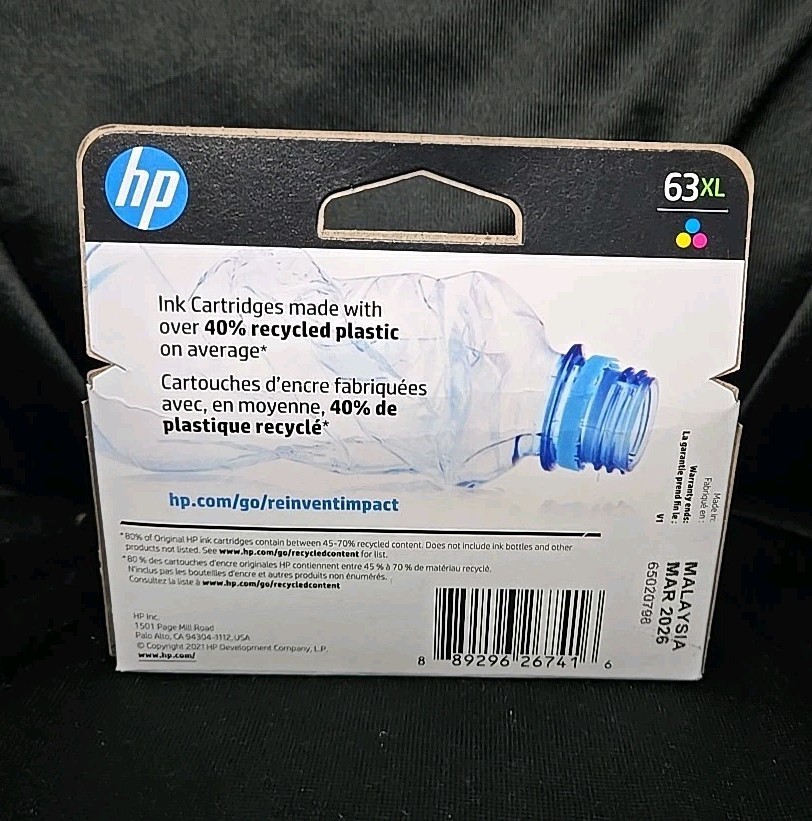 hp
63XL
Ink Cartridges made with
over 40% recycled plastic
on average*
Cartouches d'encre fabriquées
avec, en moyenne, 40% de
plastique recyclé*
hp.com/go/reinventimpact
*80% of Original HP ink cartridges contain between 45-70% recycled content. Does not include ink bottles and other
products not listed. See www.hp.com/go/recycledcontent for list.
*80 % des cartouches d'encre originales HP contiennent entre 45 % à 70 % de matériau recyclé.
N'inclus pas les bouteilles d'encre et autres produits non énumérés.
Consultez la liste à www.hp.com/go/recycledcontent
HP Inc.
1501 Page Mill Road
Palo Alto, CA 94304-1112, USA
© Copyright 2021 HP Development Company, L.P.
www.hp.com/
8 89296 26741 6
Made in:
Fabriqué en :
Warranty ends:
La garantie prend fin le :
V1
MALAYSIA
MAR 2026
65020798